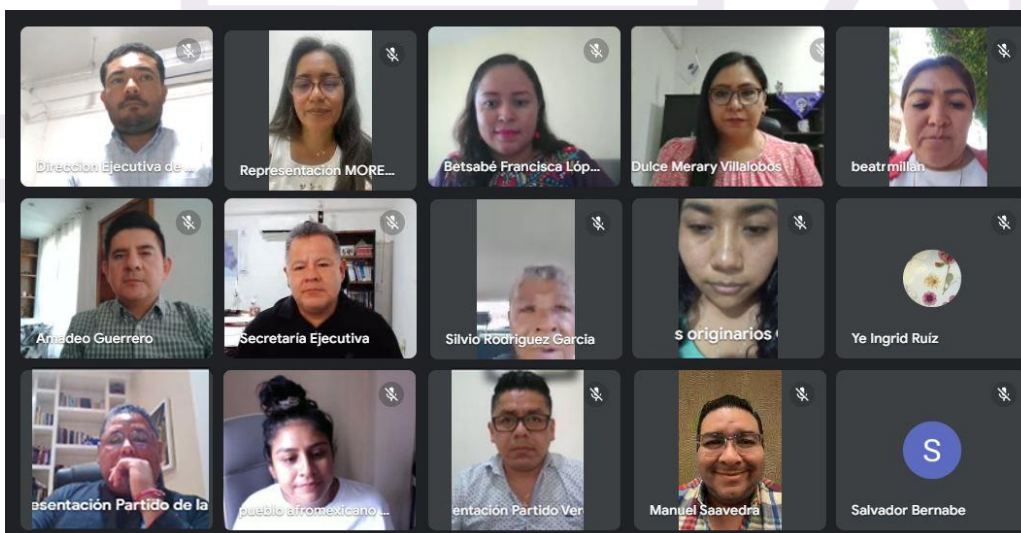 Direccion Ejecutiva de ...
Representación MORE...
Betsabé Francisca Lóp...
Dulce Merary Villalobos
beatrmillan
Amadeo Guerrero
Secretaría Ejecutiva
Silvio Rodriguez Garcia
s originarios
Ye Ingrid Ruíz
esentación Partido de la
pueblo afromexicano ...
entación Partido Ver
Manuel Saavedra
S
Salvador Bernabe